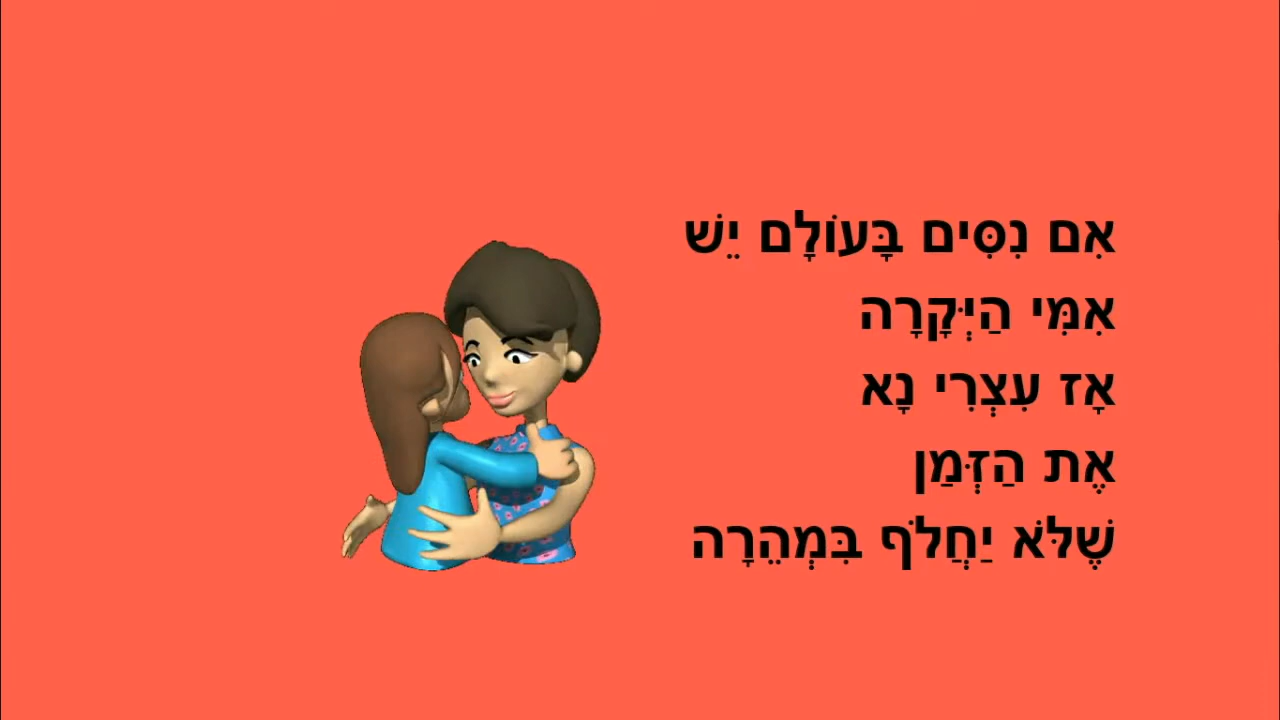 אִם נִסִּים בָּעוֹלָם יֵשׁ
אִמִּי הַיְּקָרָה
אָז עִצְרִי נָא
אֶת הַזְּמַן
שֶׁלֹּא יַחֲלֹף בִּמְהֵרָה